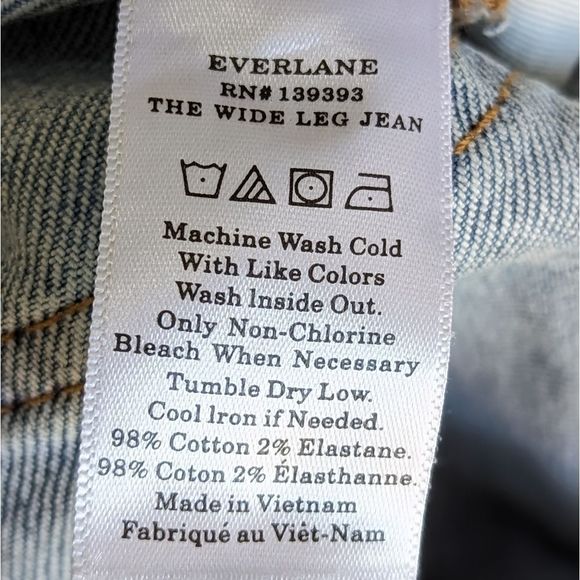 EVERLANE
RN# 139393
THE WIDE LEG JEAN
Machine Wash Cold
With Like Colors
Wash Inside Out.
Only Non-Chlorine
Bleach When Necessary
Tumble Dry Low.
Cool Iron if Needed.
98% Cotton 2% Elastane.
98% Coton 2% Élasthanne.
Made in Vietnam
Fabriqué au Viêt-Nam